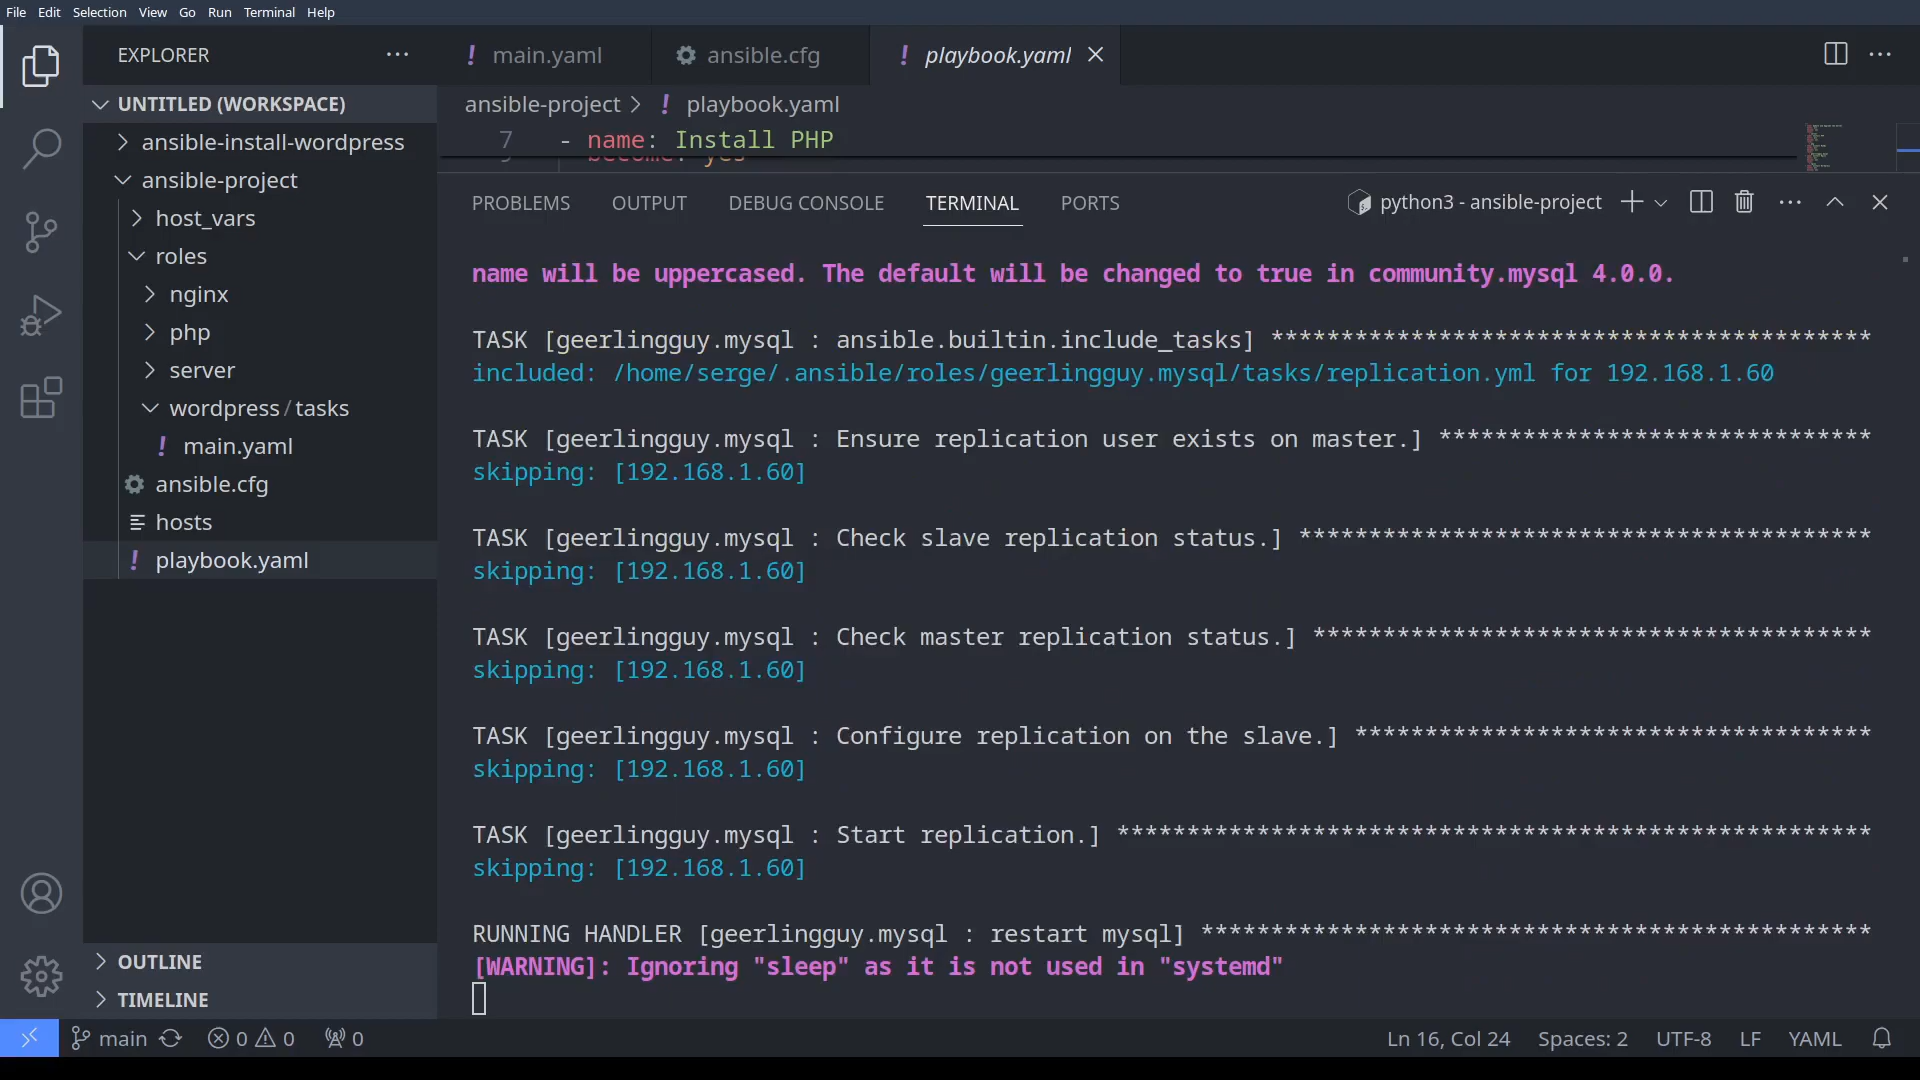 File Edit Selection View Go Run Terminal Help
EXPLORER
main.yaml
ansible.cfg
playbook.yaml
UNTITLED (WORKSPACE)
ansible-install-wordpress
ansible-project
host_vars
roles
nginx
php
server
wordpress/tasks
main.yaml
ansible.cfg
hosts
playbook.yaml
OUTLINE
TIMELINE
ansible-project > playbook.yaml
7 - name: Install PHP
become: yes
PROBLEMS OUTPUT DEBUG CONSOLE TERMINAL PORTS
python3 - ansible-project
name will be uppercased. The default will be changed to true in community.mysql 4.0.0.
TASK [geerlingguy.mysql : ansible.builtin.include_tasks] *******************************************
included: /home/serge/.ansible/roles/geerlingguy.mysql/tasks/replication.yml for 192.168.1.60
TASK [geerlingguy.mysql : Ensure replication user exists on master.] *******************************
skipping: [192.168.1.60]
TASK [geerlingguy.mysql : Check slave replication status.] *****************************************
skipping: [192.168.1.60]
TASK [geerlingguy.mysql : Check master replication status.] ****************************************
skipping: [192.168.1.60]
TASK [geerlingguy.mysql : Configure replication on the slave.] *************************************
skipping: [192.168.1.60]
TASK [geerlingguy.mysql : Start replication.] ******************************************************
skipping: [192.168.1.60]
RUNNING HANDLER [geerlingguy.mysql : restart mysql] ************************************************
[WARNING]: Ignoring "sleep" as it is not used in "systemd"
main 0 0 0
Ln 16, Col 24 Spaces: 2 UTF-8 LF YAML